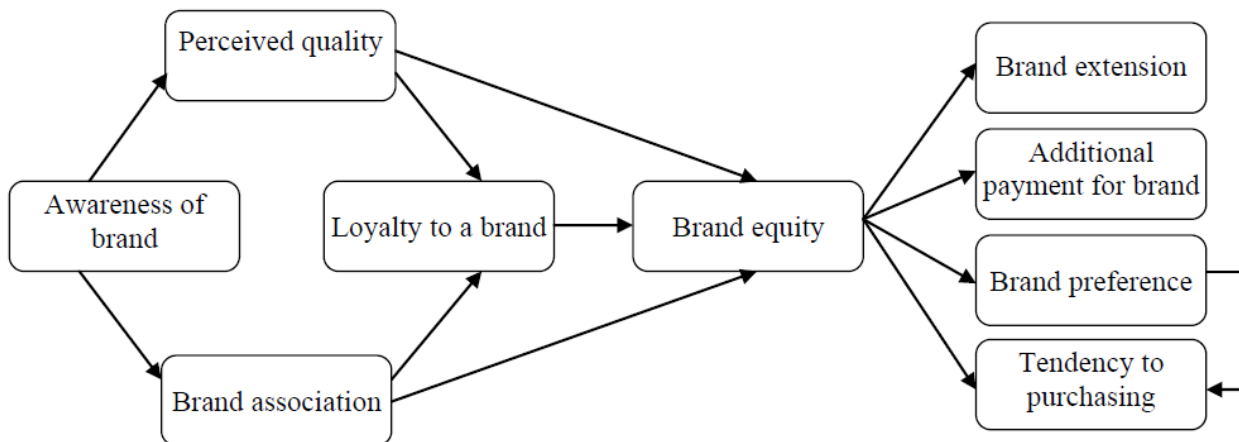 Perceived quality
Brand extension
Additional
payment for brand
Awareness of
brand
Loyalty to a brand
Brand equity
Brand preference
Brand association
Tendency to
purchasing